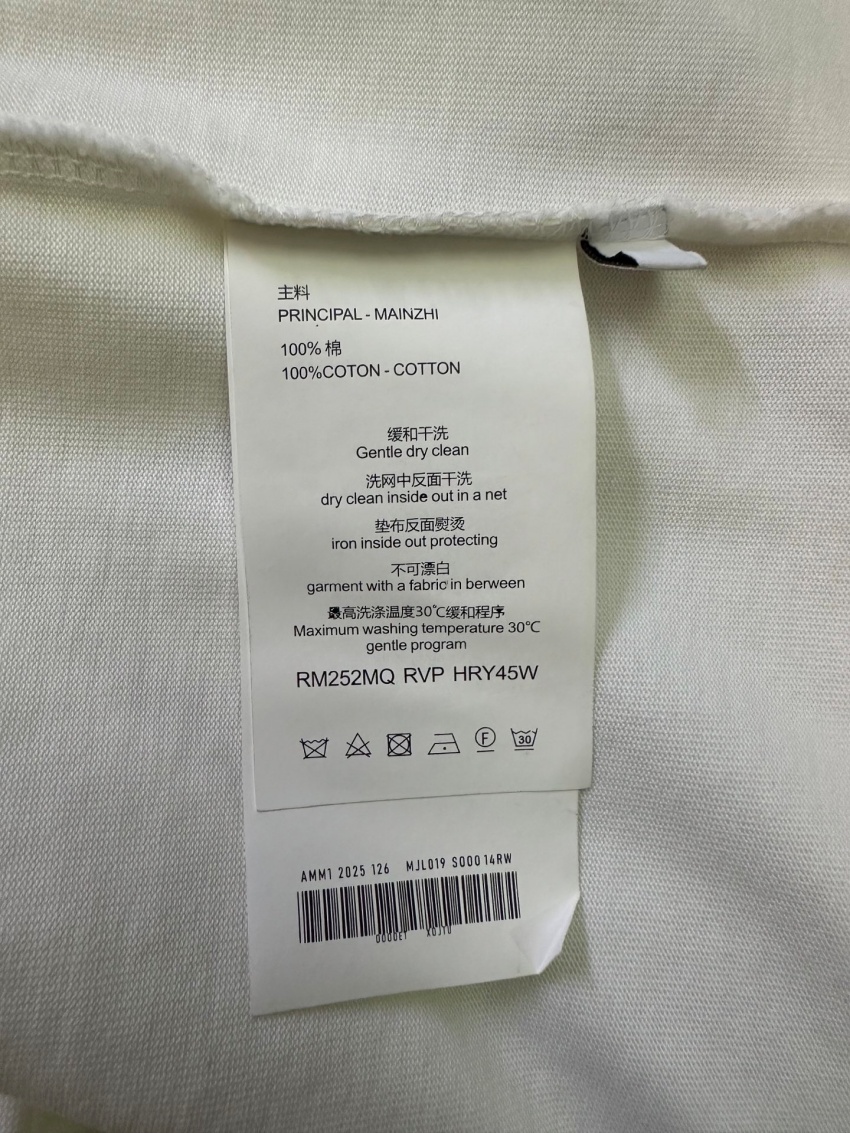 主料
PRINCIPAL - MAINZHI
100% 棉
100%COTON - COTTON
缓和干洗
Gentle dry clean
洗网中反面干洗
dry clean inside out in a net
垫布反面熨烫
iron inside out protecting
不可漂白
garment with a fabric in berween
最高洗涤温度30℃缓和程序
Maximum washing temperature 30℃
gentle program
RM252MQ RVP HRY45W
F 30
AMM1 2025 126 MJL019 S00014RW